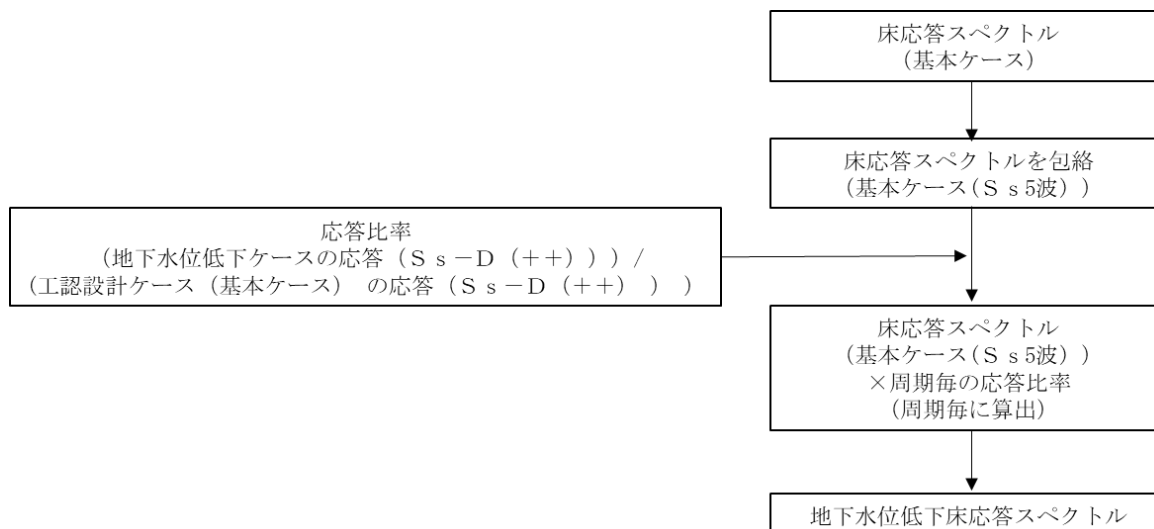 床応答スペクトル
(基本ケース)
床応答スペクトルを包絡
(基本ケース(Ｓｓ5波))
応答比率
(地下水位低下ケースの応答（Ｓｓ－Ｄ（++）））/
(工認設計ケース（基本ケース）の応答（Ｓｓ－Ｄ（++）））
床応答スペクトル
(基本ケース(Ｓｓ5波))
×周期毎の応答比率
(周期毎に算出)
地下水位低下床応答スペクトル